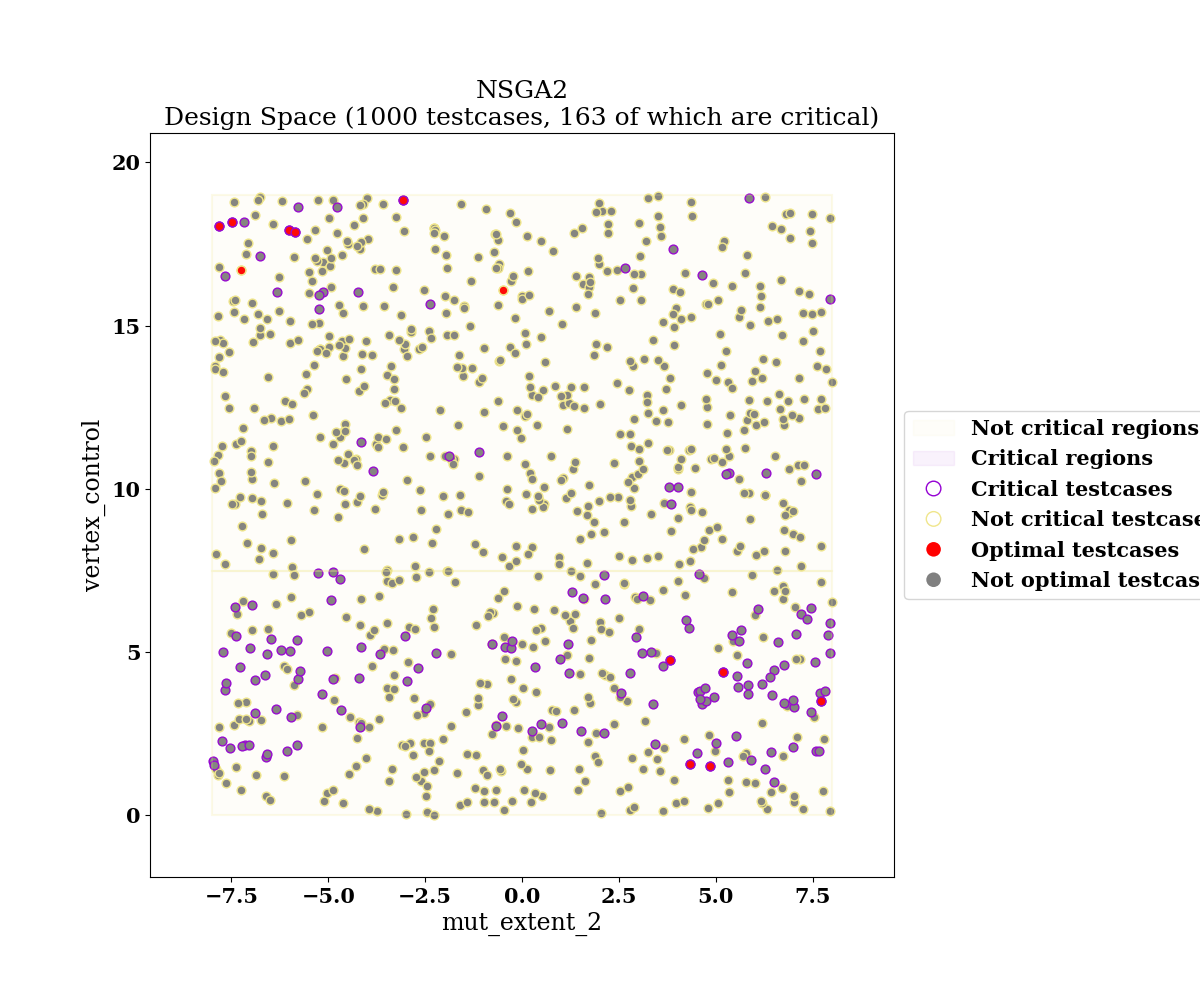 NSGA2
Design Space (1000 testcases, 163 of which are critical)
20
15
10
5
0
vertex_control
−7.5
−5.0
−2.5
0.0
2.5
5.0
7.5
mut_extent_2
Not critical regions
Critical regions
Critical testcases
Not critical testcase
Optimal testcases
Not optimal testcas